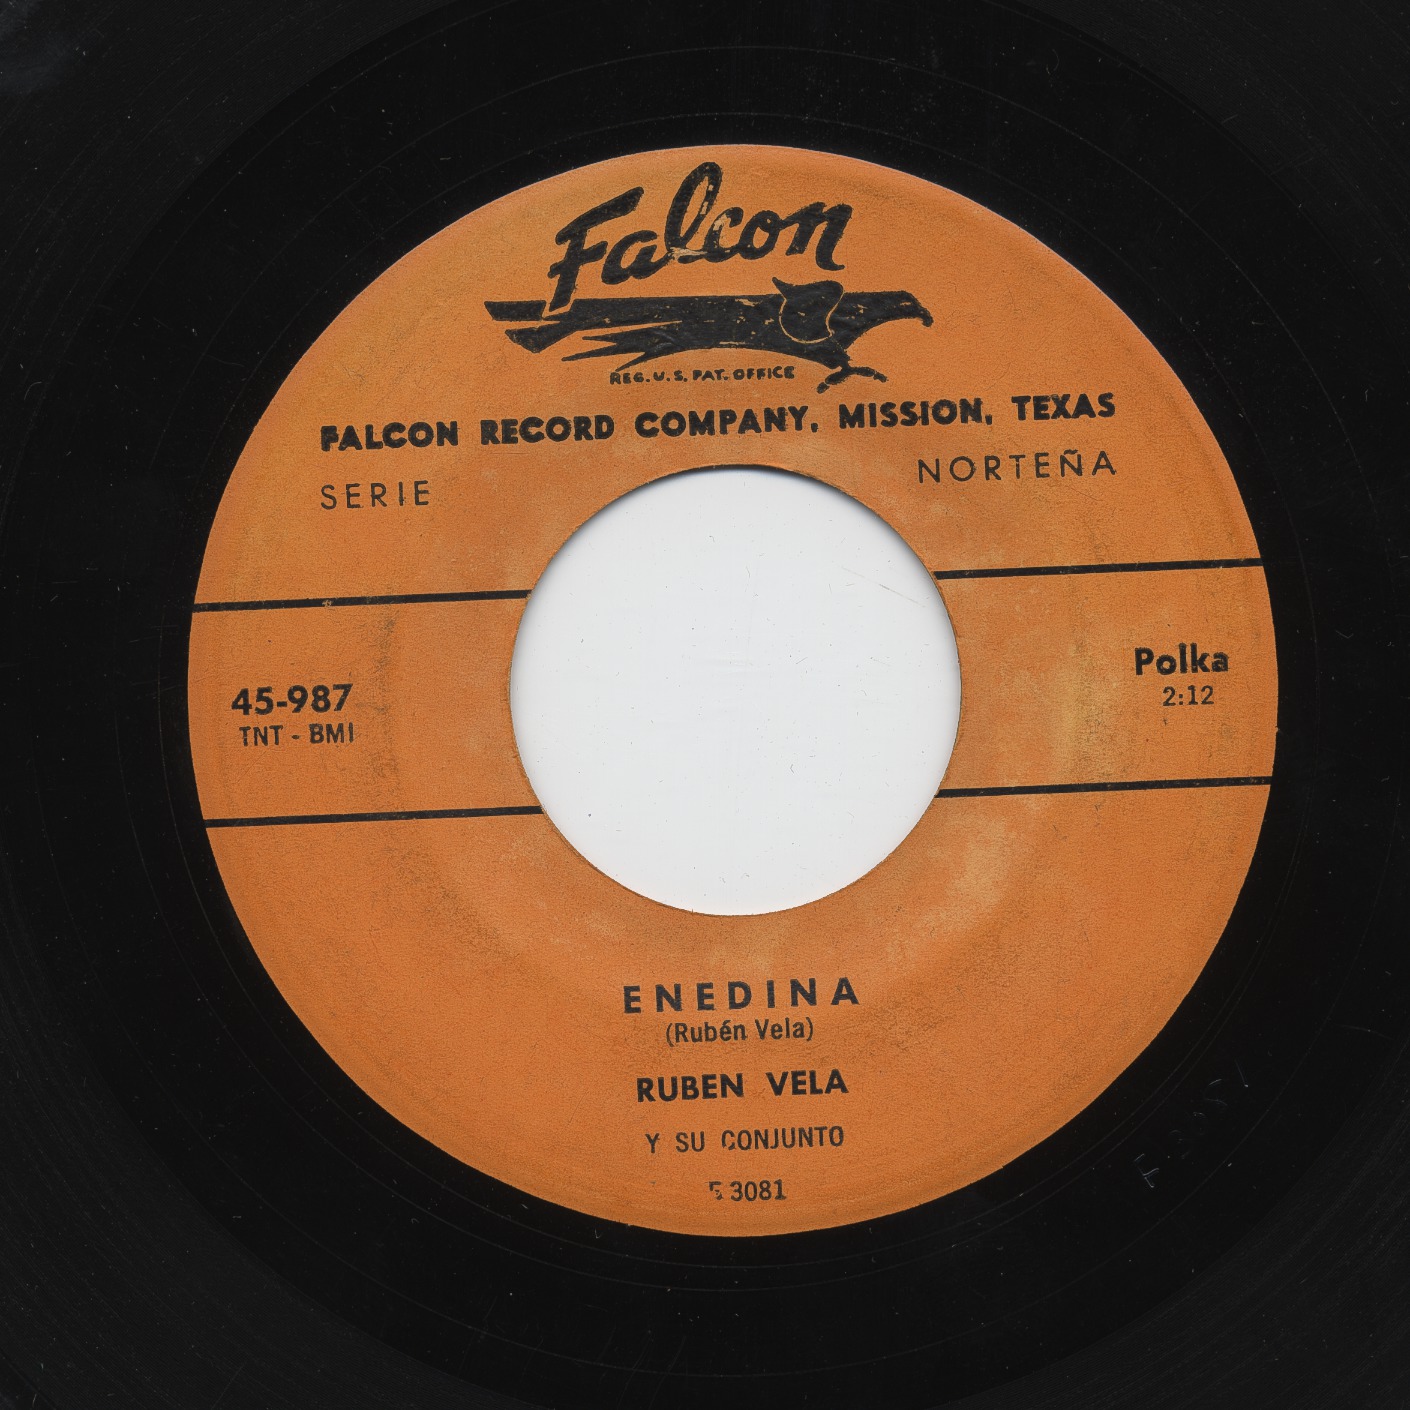 Falcon
REG. U. S. PAT. OFFICE
FALCON RECORD COMPANY, MISSION, TEXAS
SERIE NORTEÑA
45-987
TNT - BMI
Polka
2:12
ENEDINA
(Rubén Vela)
RUBEN VELA
Y SU CONJUNTO
3081